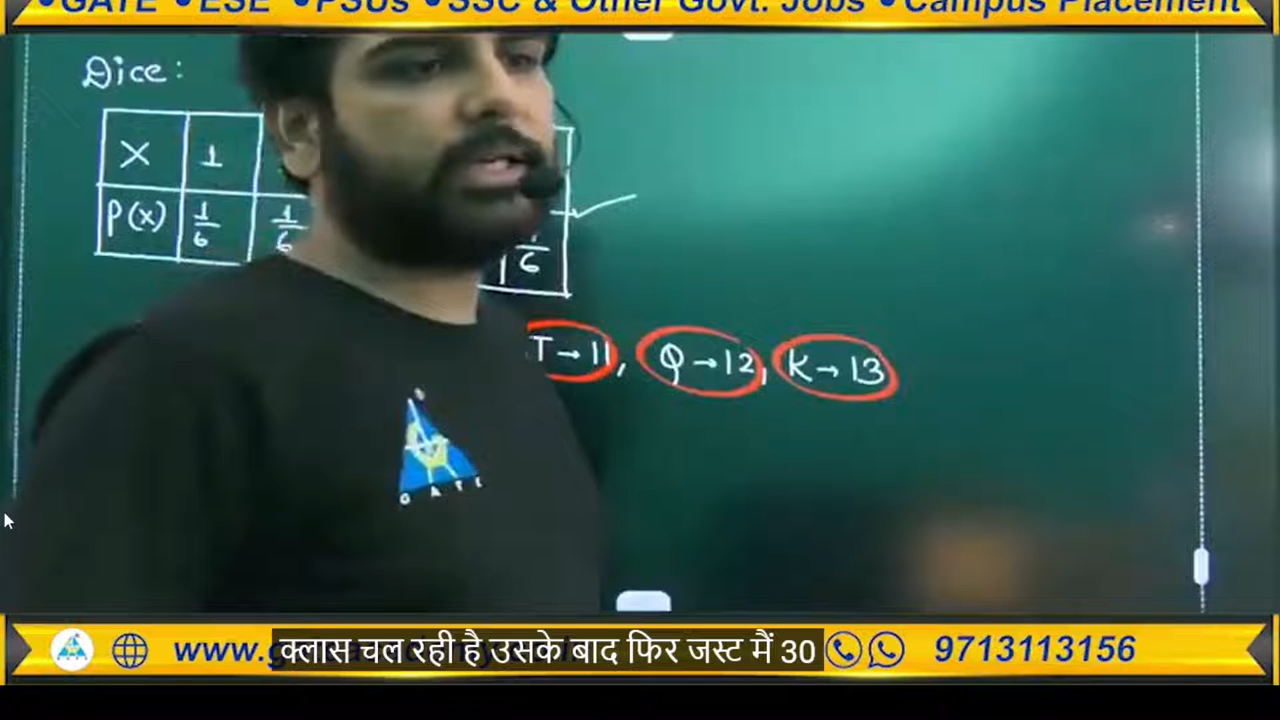 •GATE •ESE •PSUs •SSC & Other Govt. Jobs •Campus Placement
Dice:
X 1
P(x) 1/6 1/6 1/6
J→11, Q→12, K→13
GATE
www.g
क्लास चल रही है उसके बाद फिर जस्ट मैं 30
9713113156